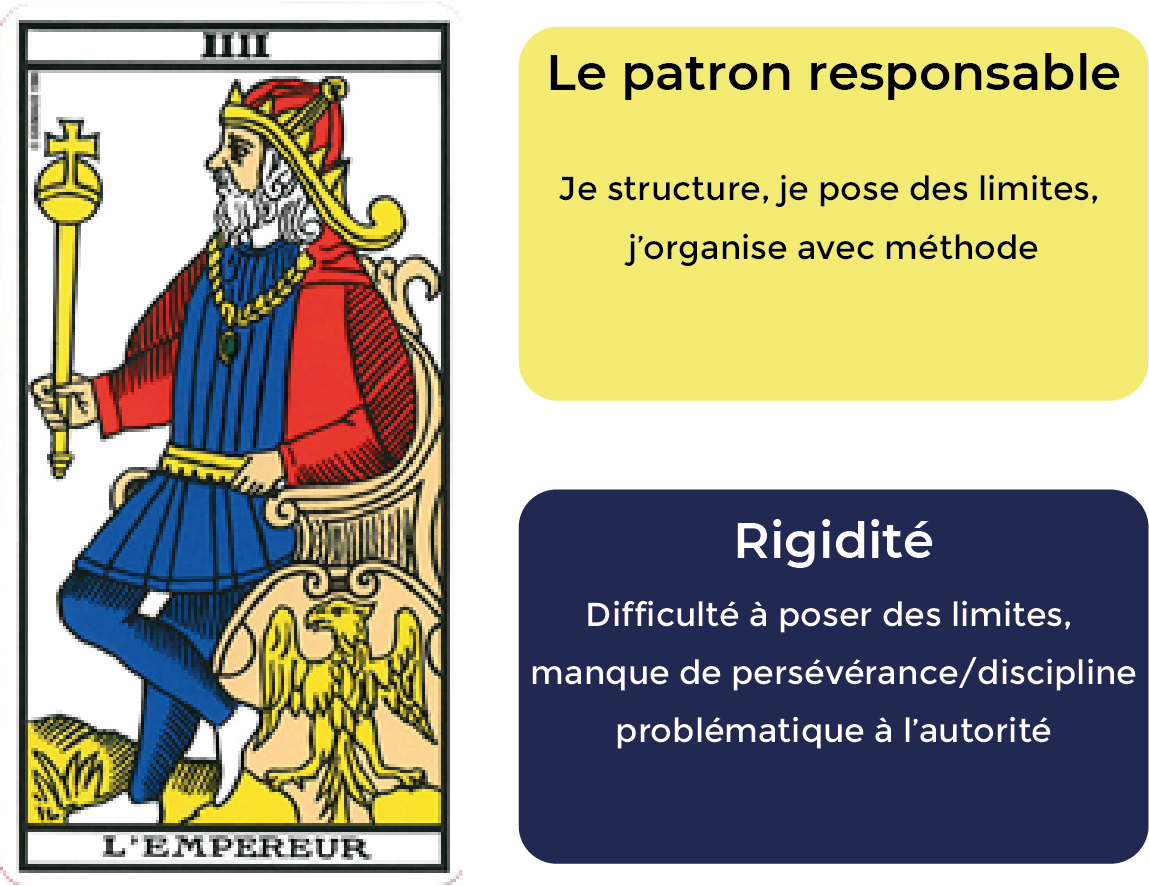 IIII
Le patron responsable
Je structure, je pose des limites,
j’organise avec méthode
Rigidité
Difficulté à poser des limites,
manque de persévérance/discipline
problématique à l’autorité
L'EMPEREUR